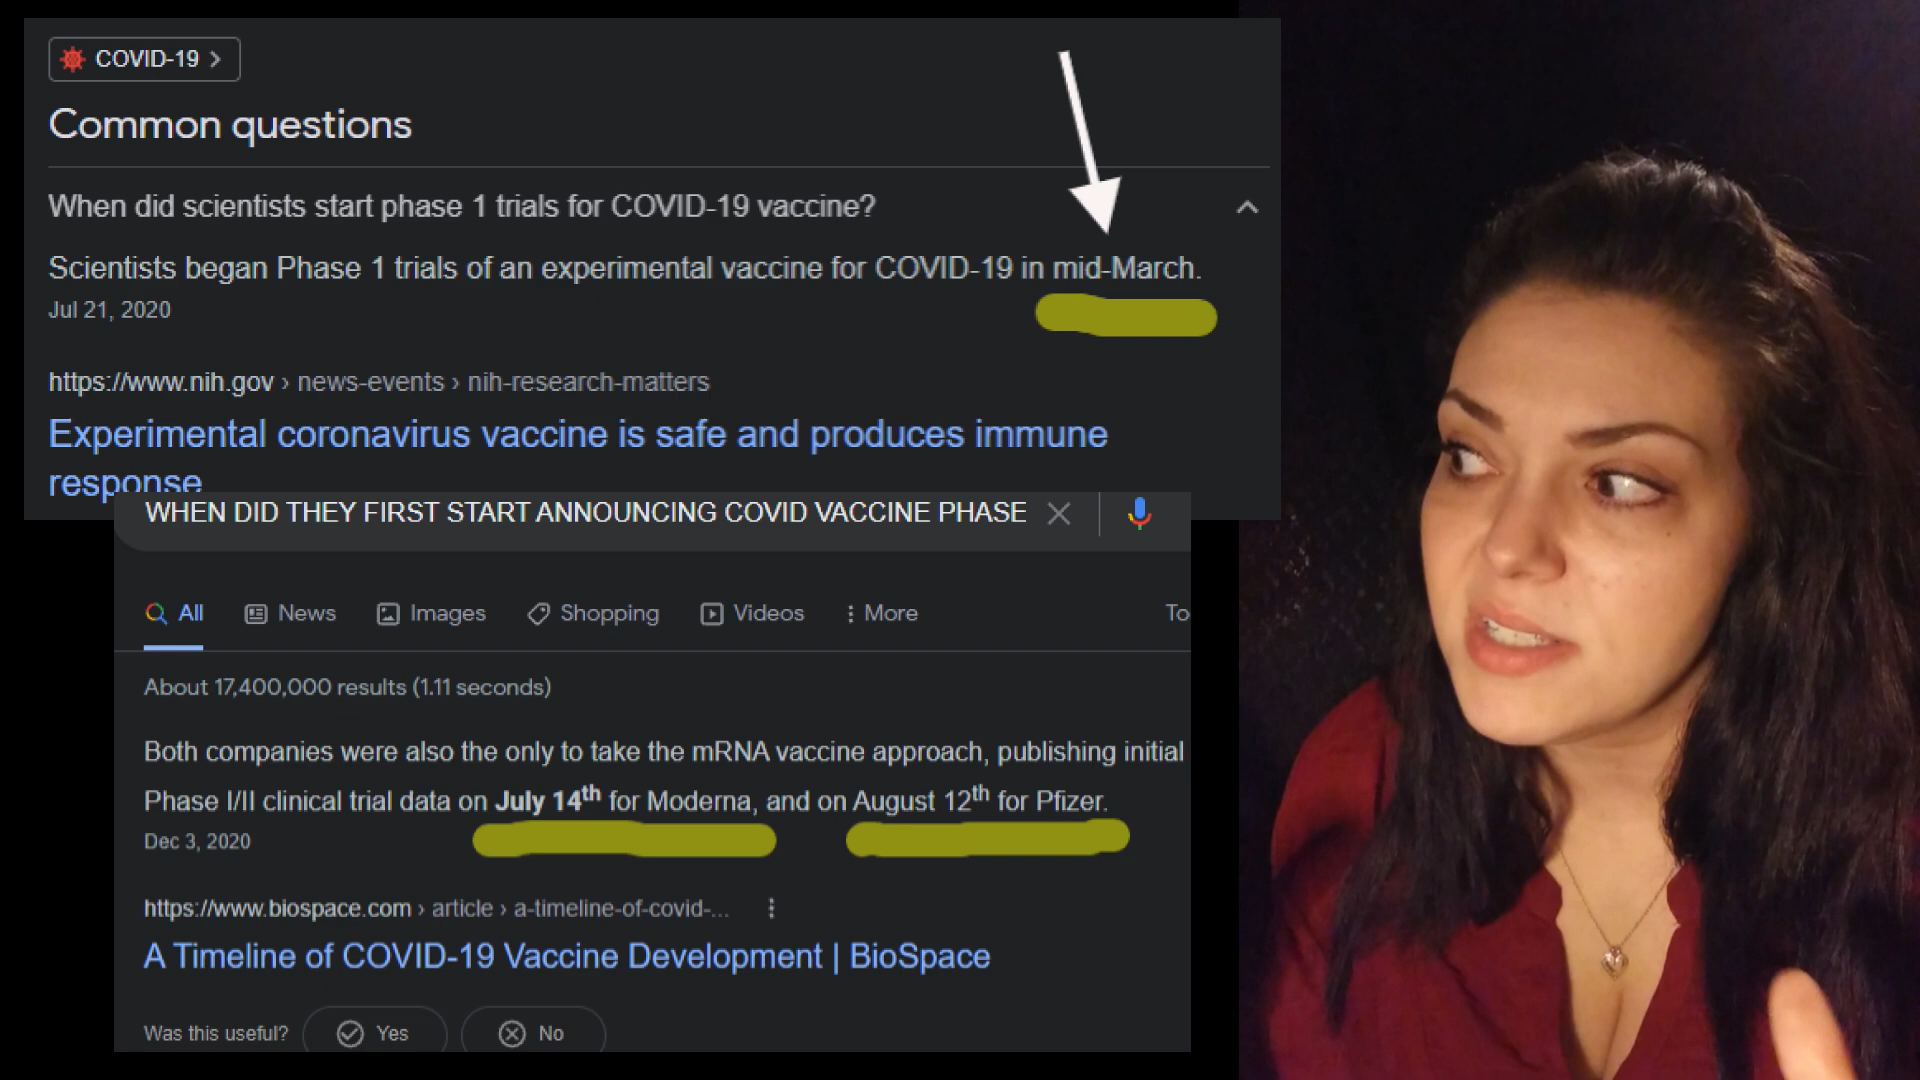 COVID-19
Common questions
When did scientists start phase 1 trials for COVID-19 vaccine?
Scientists began Phase 1 trials of an experimental vaccine for COVID-19 in mid-March.
Jul 21, 2020
https://www.nih.gov › news-events › nih-research-matters
Experimental coronavirus vaccine is safe and produces immune
response
WHEN DID THEY FIRST START ANNOUNCING COVID VACCINE PHASE
All News Images Shopping Videos More To
About 17,400,000 results (1.11 seconds)
Both companies were also the only to take the mRNA vaccine approach, publishing initial
Phase I/II clinical trial data on July 14th for Moderna, and on August 12th for Pfizer.
Dec 3, 2020
https://www.biospace.com › article › a-timeline-of-covid-...
A Timeline of COVID-19 Vaccine Development | BioSpace
Was this useful? Yes No